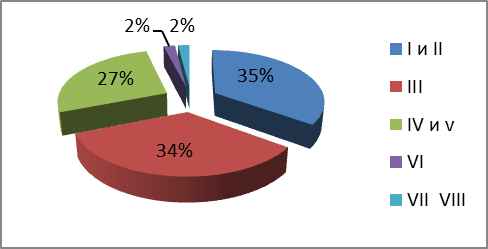 2% 2%
27%
35%
34%
I и II
III
IV и v
VI
VII VIII